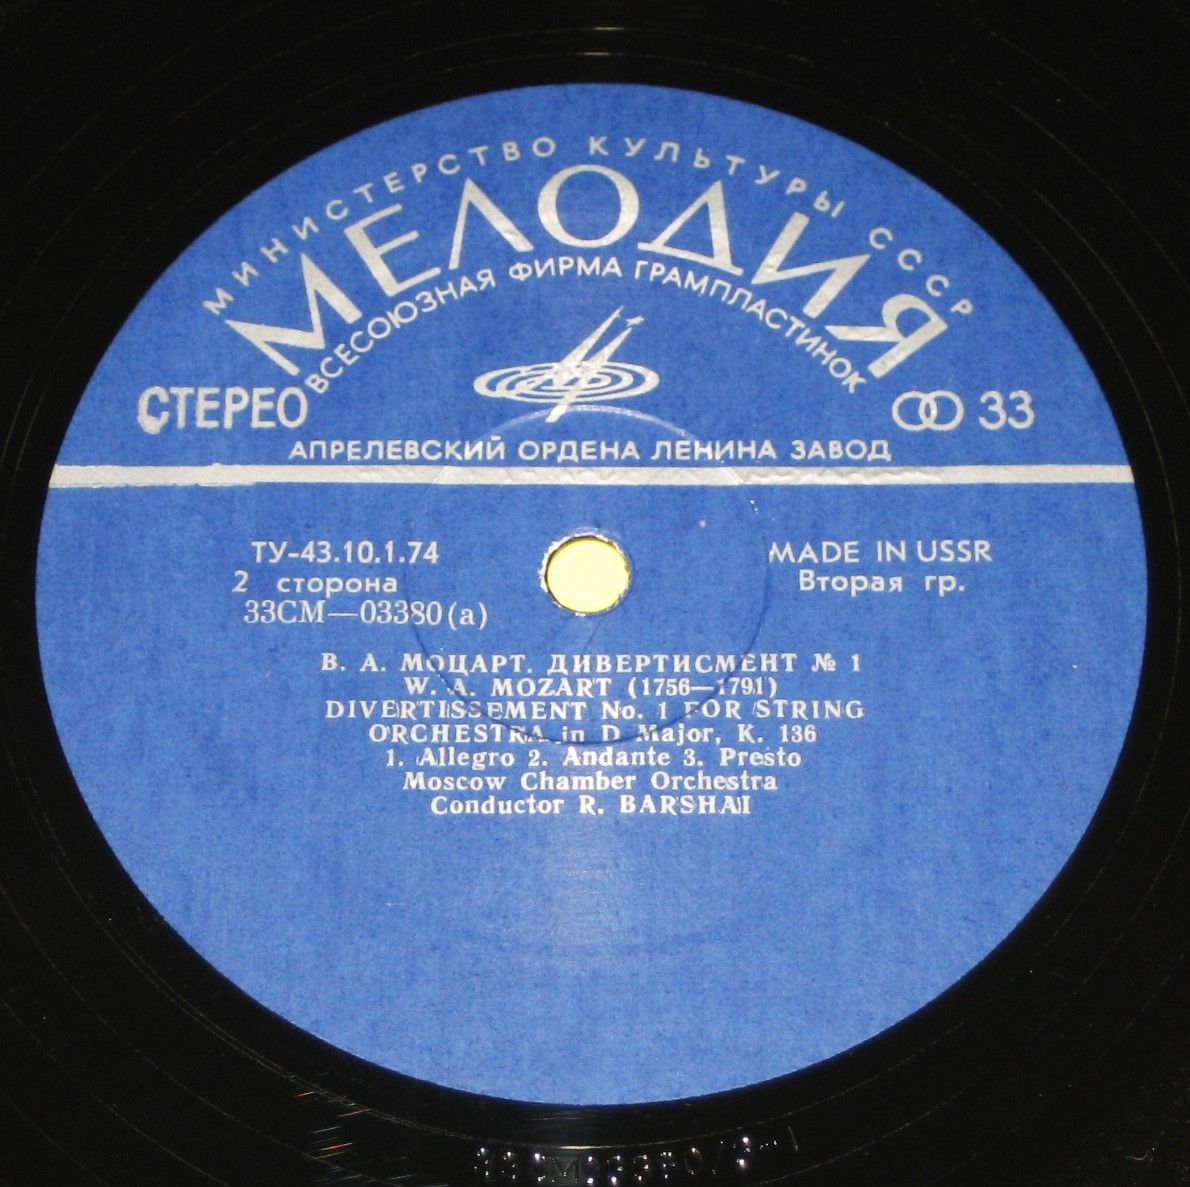 МИНИСТЕРСТВО КУЛЬТУРЫ СССР
МЕЛОДИЯ
ВСЕСОЮЗНАЯ ФИРМА ГРАМПЛАСТИНОК
СТЕРЕО
33
АПРЕЛЕВСКИЙ ОРДЕНА ЛЕНИНА ЗАВОД
ТУ-43.10.1.74
2 сторона
33СМ—03380(а)
MADE IN USSR
Вторая гр.
В. А. МОЦАРТ. ДИВЕРТИСМЕНТ № 1
W. A. MOZART (1756—1791)
DIVERTISSEMENT No. 1 FOR STRING
ORCHESTRA in D Major, K. 136
1. Allegro 2. Andante 3. Presto
Moscow Chamber Orchestra
Conductor R. BARSHAI